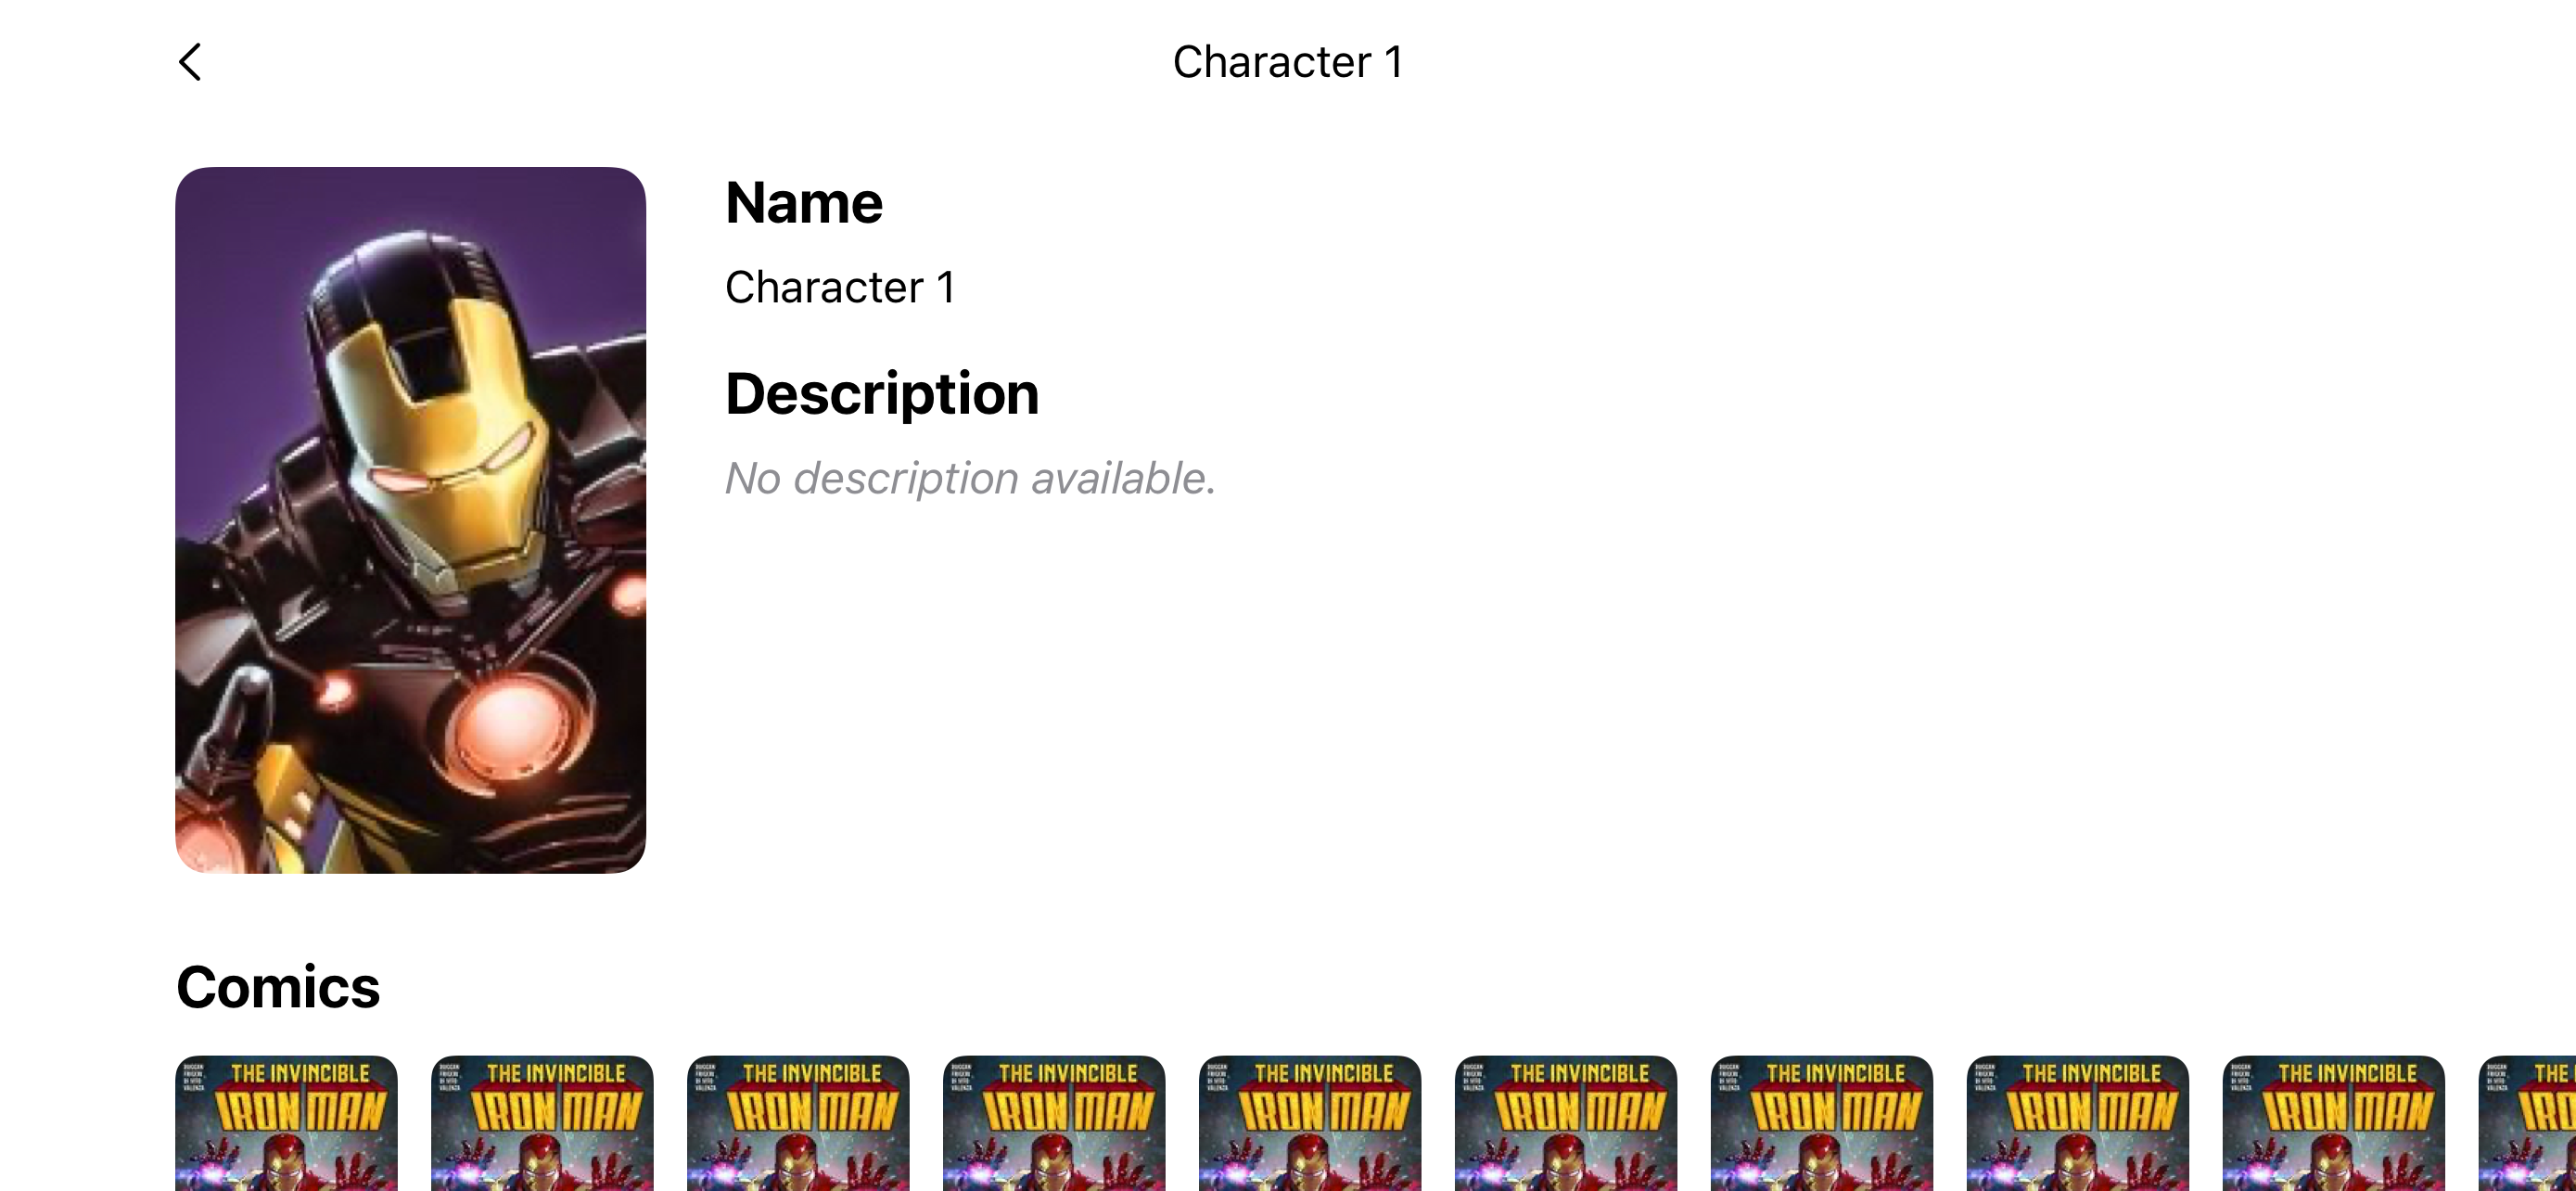 Character 1
Name
Character 1
Description
No description available.
Comics
THE INVINCIBLE
IRON MAN
THE INVINCIBLE
IRON MAN
THE INVINCIBLE
IRON MAN
THE INVINCIBLE
IRON MAN
THE INVINCIBLE
IRON MAN
THE INVINCIBLE
IRON MAN
THE INVINCIBLE
IRON MAN
THE INVINCIBLE
IRON MAN
THE INVINCIBLE
IRON MAN
THE